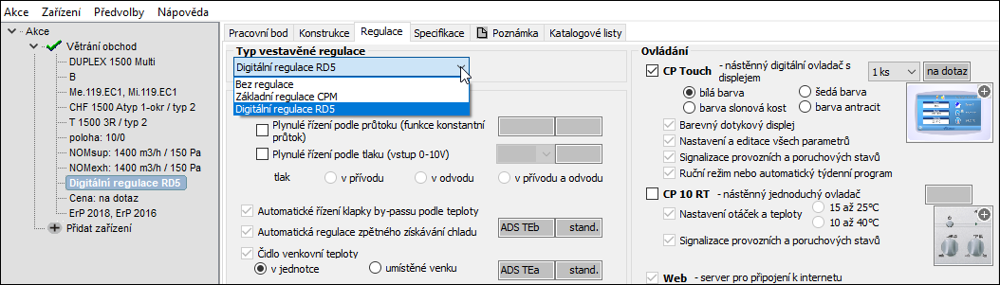 Akce Zařízení Předvolby Nápověda
Akce
Větrání obchod
DUPLEX 1500 Multi
B
Me.119.EC1, Mi.119.EC1
CHF 1500 Atyp 1-okr / typ 2
T 1500 3R / typ 2
poloha: 10/0
NOMsup: 1400 m3/h / 150 Pa
NOMexh: 1400 m3/h / 150 Pa
Digitální regulace RD5
Cena: na dotaz
ErP 2018, ErP 2016
Přidat zařízení
Pracovní bod Konstrukce Regulace Specifikace Poznámka Katalogové listy
Typ vestavěné regulace
Digitální regulace RD5
Bez regulace
Základní regulace CPM
Digitální regulace RD5
Plynulé řízení podle průtoku (funkce konstantní
průtok)
Plynulé řízení podle tlaku (vstup 0-10V)
tlak v přívodu v odvodu v přívodu a odvodu
Automatické řízení klapky by-passu podle teploty
Automatická regulace zpětného získávání chladu ADS TEb stand.
Čidlo venkovní teploty
v jednotce umístěné venku ADS TEa stand.
Ovládání
CP Touch - nástěnný digitální ovladač s
displejem 1 ks na dotaz
bílá barva šedá barva
barva slonová kost barva antracit
Barevný dotykový displej
Nastavení a editace všech parametrů
Signalizace provozních a poruchových stavů
Ruční režim nebo automatický týdenní program
CP 10 RT - nástěnný jednoduchý ovladač
Nastavení otáček a teploty 15 až 25°C
10 až 40°C
Signalizace provozních a poruchových stavů
Web - server pro připojení k internetu